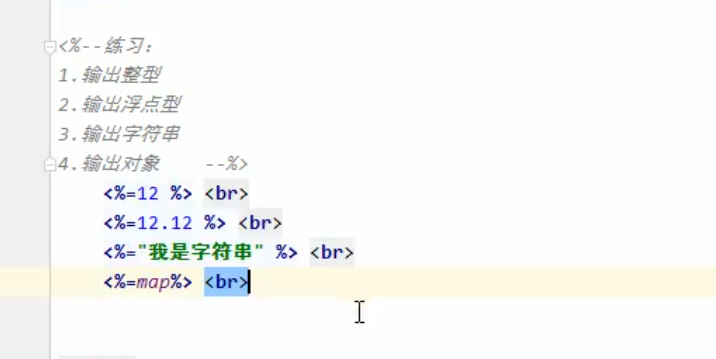 <%--练习：
1.输出整型
2.输出浮点型
3.输出字符串
4.输出对象    --%>
<%=12 %> <br>
<%=12.12 %> <br>
<%="我是字符串" %> <br>
<%=map%> <br>